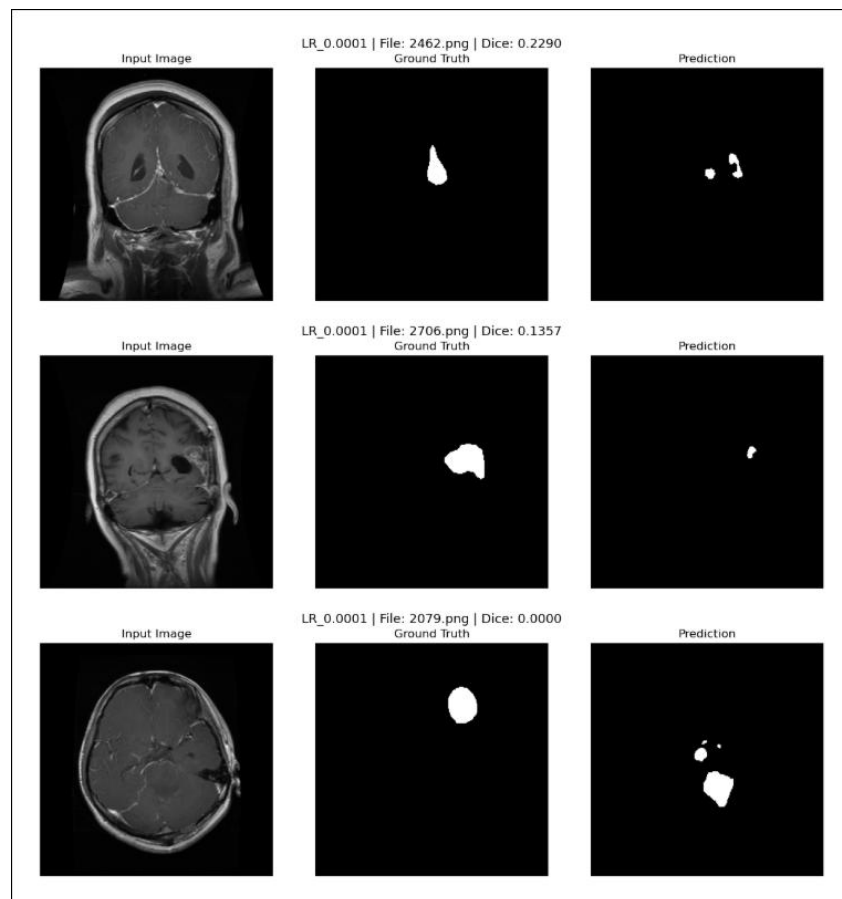 LR_0.0001 | File: 2462.png | Dice: 0.2290
Input Image Ground Truth Prediction
LR_0.0001 | File: 2706.png | Dice: 0.1357
Input Image Ground Truth Prediction
LR_0.0001 | File: 2079.png | Dice: 0.0000
Input Image Ground Truth Prediction